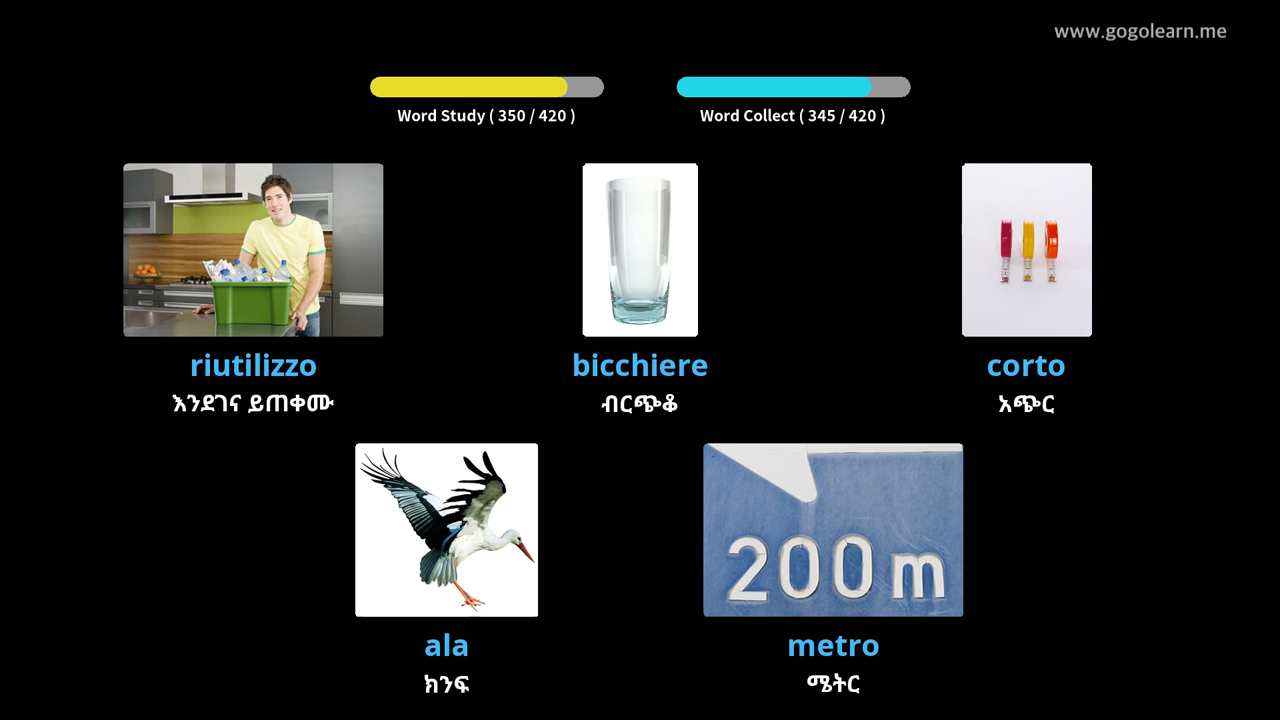 www.gogolearn.me
Word Study ( 350 / 420 )
Word Collect ( 345 / 420 )
riutilizzo
እንደገና ይጠቀሙ
bicchiere
ብርጭቆ
corto
አጭር
200 m
ala
ክንፍ
metro
ሜትር